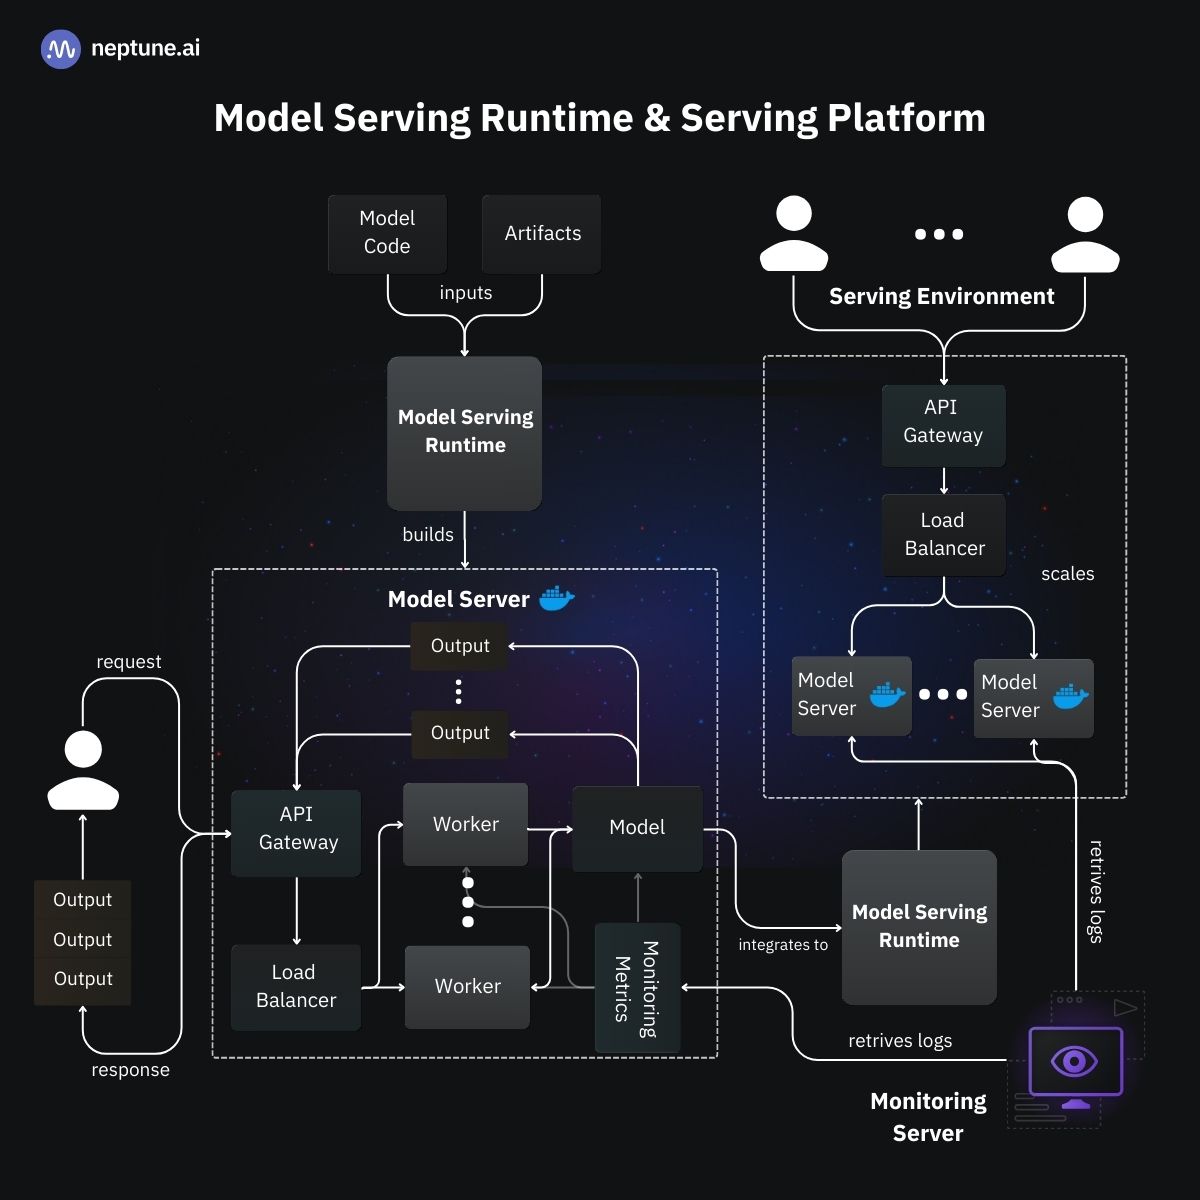 neptune.ai
Model Serving Runtime & Serving Platform
Model
Code
Artifacts
inputs
Model Serving
Runtime
builds
Model Server
Output
Output
request
Output
Output
Output
response
API
Gateway
Load
Balancer
Worker
Worker
Model
Monitoring
Metrics
integrates to
Serving Environment
API
Gateway
Load
Balancer
scales
Model
Server
Model
Server
Model Serving
Runtime
retrives logs
retrives logs
Monitoring
Server